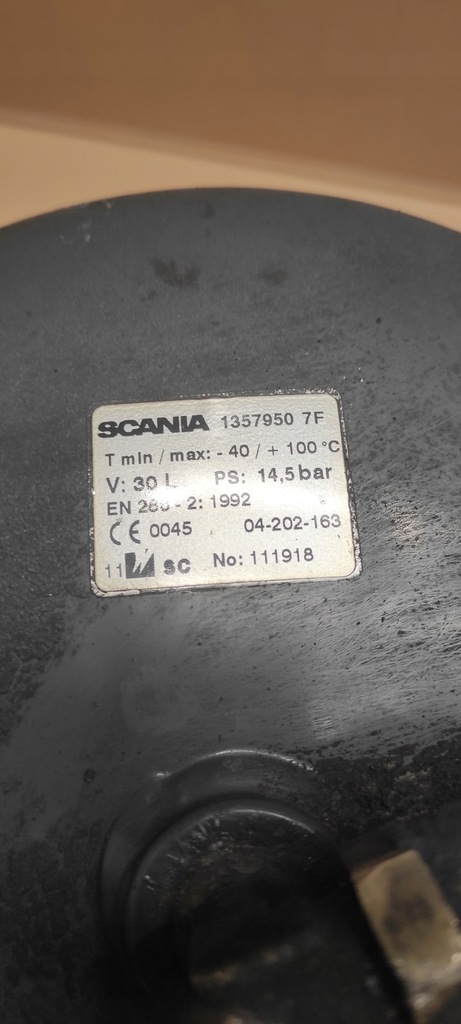 SCANIA 1357950 7F
T min / max: - 40 / + 100 °C
V: 30 L PS: 14,5 bar
EN 286 - 2: 1992
CE 0045 04-202-163
11 SC No: 111918